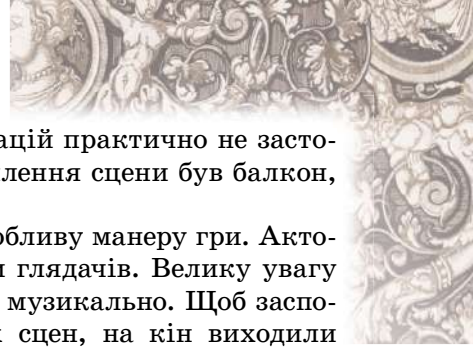 ацій практично не засто-
лення сцени був балкон,
обливу манеру гри. Акто-
глядачів. Велику увагу
музикально. Щоб заспо-
сцен, на кін виходили